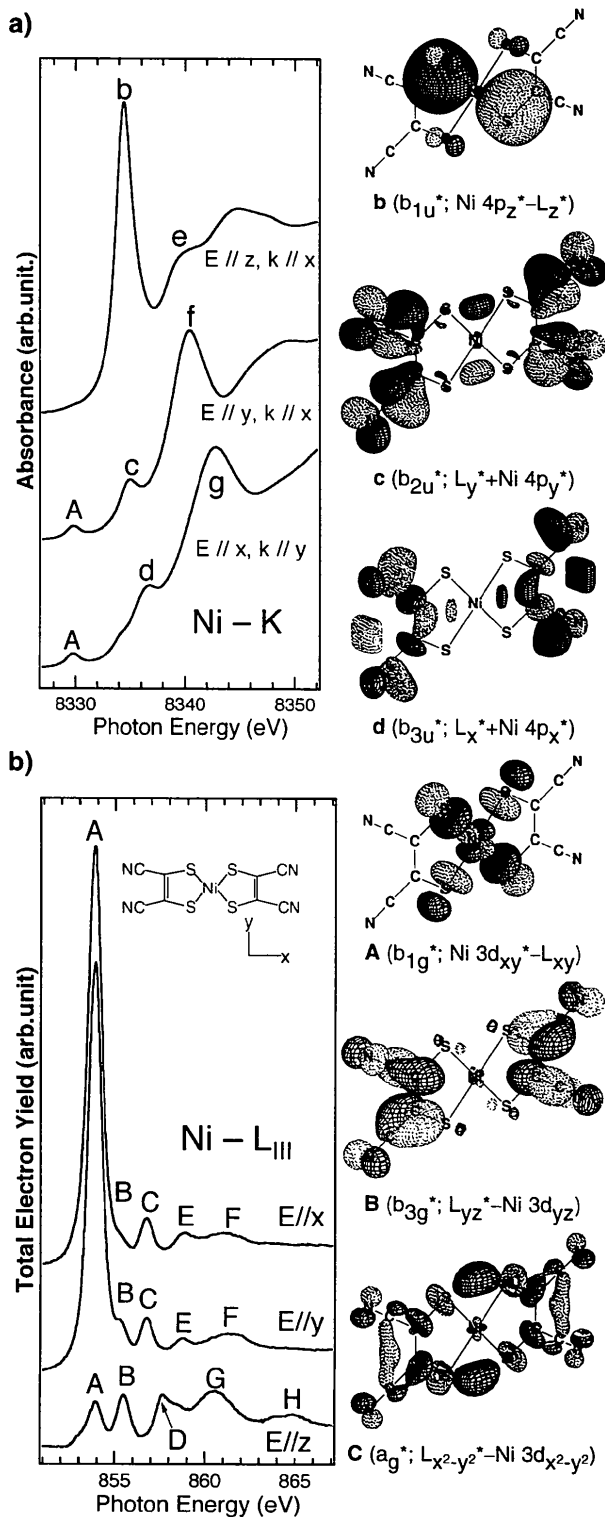 a)
b
e
E // z, k // x
f
E // y, k // x
c
A
g
E // x, k // y
d
A
Ni – K
Absorbance (arb.unit.)
8330 8340 8350
Photon Energy (eV)
C N
C N
N C
C
S
N C
b (b1u*; Ni 4pz*–Lz*)
Ni
c (b2u*; Ly*+Ni 4py*)
S S
Ni
S S
d (b3u*; Lx*+Ni 4px*)
b)
A
NC S S CN
Ni
NC S S CN
y
x
Ni – LIII
B C E F E//x
B C E F E//y
A B G H
D E//z
Total Electron Yield (arb.unit)
855 860 865
Photon Energy (eV)
N
C
N C
C
C
C
C N
N
A (b1g*; Ni 3dxy*–Lxy)
S S
S S
B (b3g*; Lyz*–Ni 3dyz)
C (ag*; Lx2-y2*–Ni 3dx2-y2)